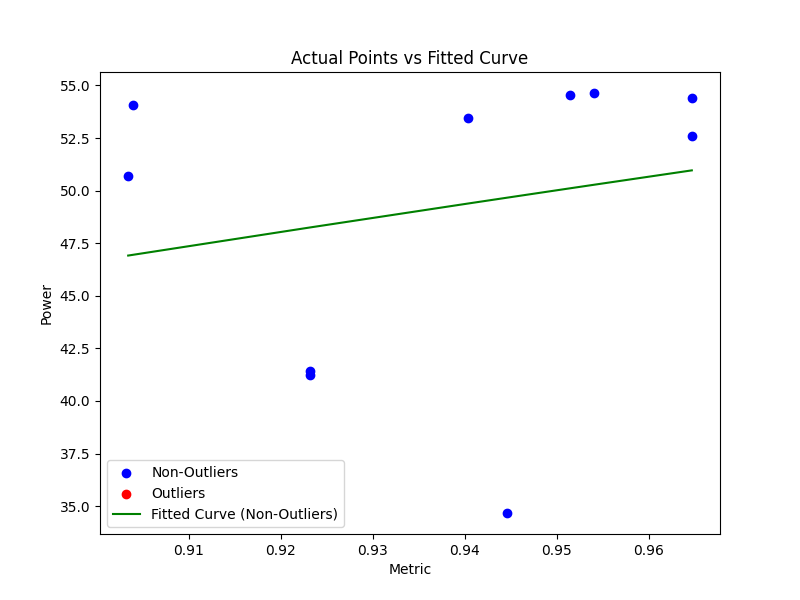 Actual Points vs Fitted Curve
55.0
52.5
50.0
47.5
45.0
42.5
40.0
37.5
35.0
Power
Non-Outliers
Outliers
Fitted Curve (Non-Outliers)
0.91 0.92 0.93 0.94 0.95 0.96
Metric